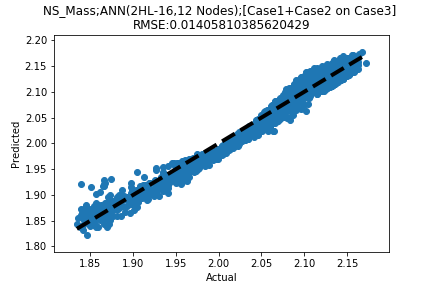 NS_Mass;ANN(2HL-16,12 Nodes);[Case1+Case2 on Case3]
RMSE:0.01405810385620429
2.20
2.15
2.10
2.05
2.00
1.95
1.90
1.85
1.80
Predicted
1.85 1.90 1.95 2.00 2.05 2.10 2.15
Actual